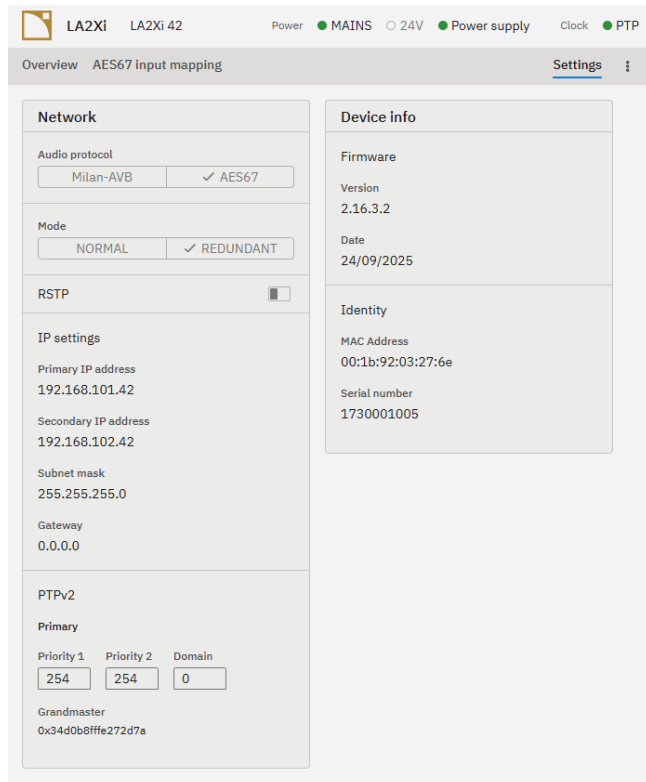 LA2Xi LA2Xi 42 Power MAINS 24V Power supply Clock PTP
Overview AES67 input mapping Settings
Network
Audio protocol
Milan-AVB AES67
Mode
NORMAL REDUNDANT
RSTP
IP settings
Primary IP address
192.168.101.42
Secondary IP address
192.168.102.42
Subnet mask
255.255.255.0
Gateway
0.0.0.0
PTPv2
Primary
Priority 1 Priority 2 Domain
254 254 0
Grandmaster
0x34d0b8fffe272d7a
Device info
Firmware
Version
2.16.3.2
Date
24/09/2025
Identity
MAC Address
00:1b:92:03:27:6e
Serial number
1730001005